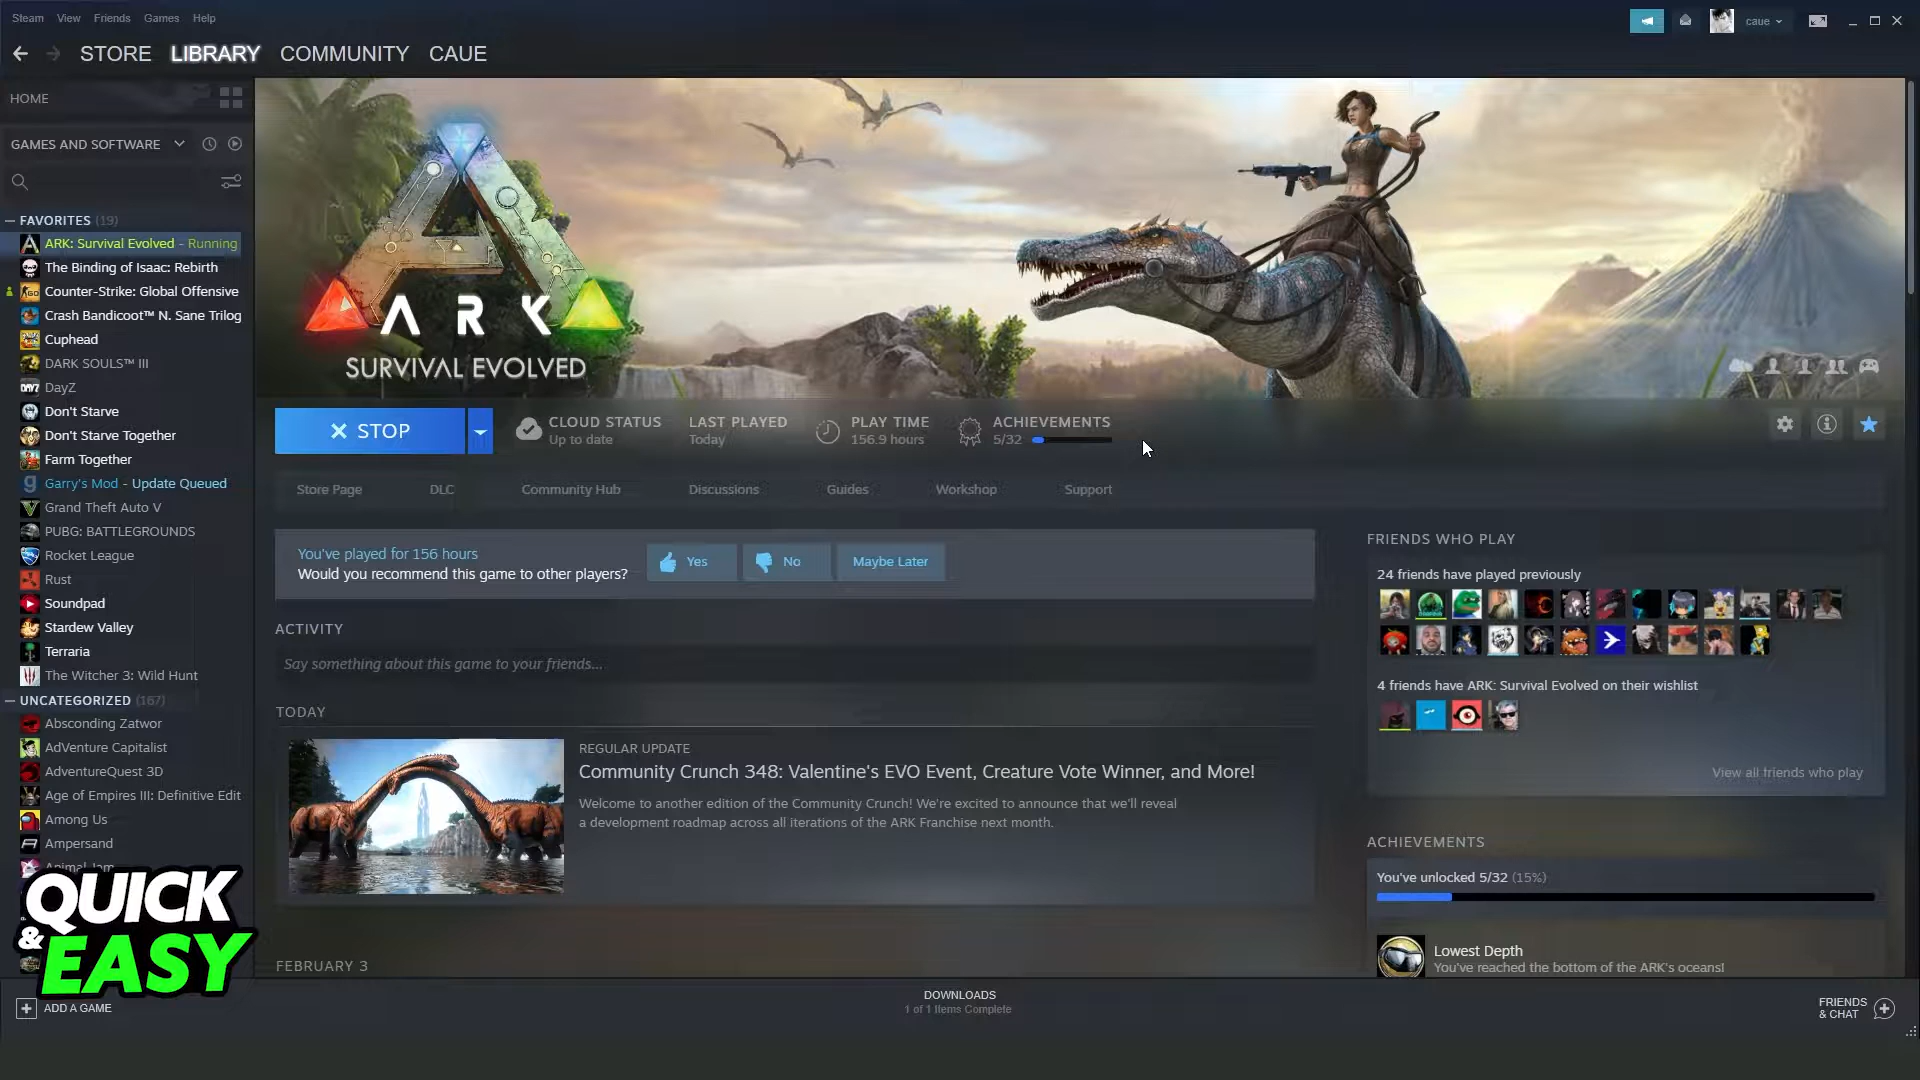 Steam View Friends Games Help
caue
STORE LIBRARY COMMUNITY CAUE
HOME
GAMES AND SOFTWARE
FAVORITES (19)
ARK: Survival Evolved - Running
The Binding of Isaac: Rebirth
Counter-Strike: Global Offensive
Crash Bandicoot™ N. Sane Trilog
Cuphead
DARK SOULS™ III
DayZ
Don't Starve
Don't Starve Together
Farm Together
Garry's Mod - Update Queued
Grand Theft Auto V
PUBG: BATTLEGROUNDS
Rocket League
Rust
Soundpad
Stardew Valley
Terraria
The Witcher 3: Wild Hunt
UNCATEGORIZED (167)
Absconding Zatwor
AdVenture Capitalist
AdventureQuest 3D
Age of Empires III: Definitive Edit
Among Us
Ampersand
Animal Jam
QUICK
& EASY
ADD A GAME
ARK
SURVIVAL EVOLVED
STOP
CLOUD STATUS
Up to date
LAST PLAYED
Today
PLAY TIME
156.9 hours
ACHIEVEMENTS
5/32
Store Page DLC Community Hub Discussions Guides Workshop Support
You've played for 156 hours
Would you recommend this game to other players?
Yes
No
Maybe Later
ACTIVITY
Say something about this game to your friends...
TODAY
REGULAR UPDATE
Community Crunch 348: Valentine's EVO Event, Creature Vote Winner, and More!
Welcome to another edition of the Community Crunch! We're excited to announce that we'll reveal
a development roadmap across all iterations of the ARK Franchise next month.
FEBRUARY 3
FRIENDS WHO PLAY
24 friends have played previously
4 friends have ARK: Survival Evolved on their wishlist
View all friends who play
ACHIEVEMENTS
You've unlocked 5/32 (15%)
Lowest Depth
You've reached the bottom of the ARK's oceans!
DOWNLOADS
1 of 1 Items Complete
FRIENDS
& CHAT